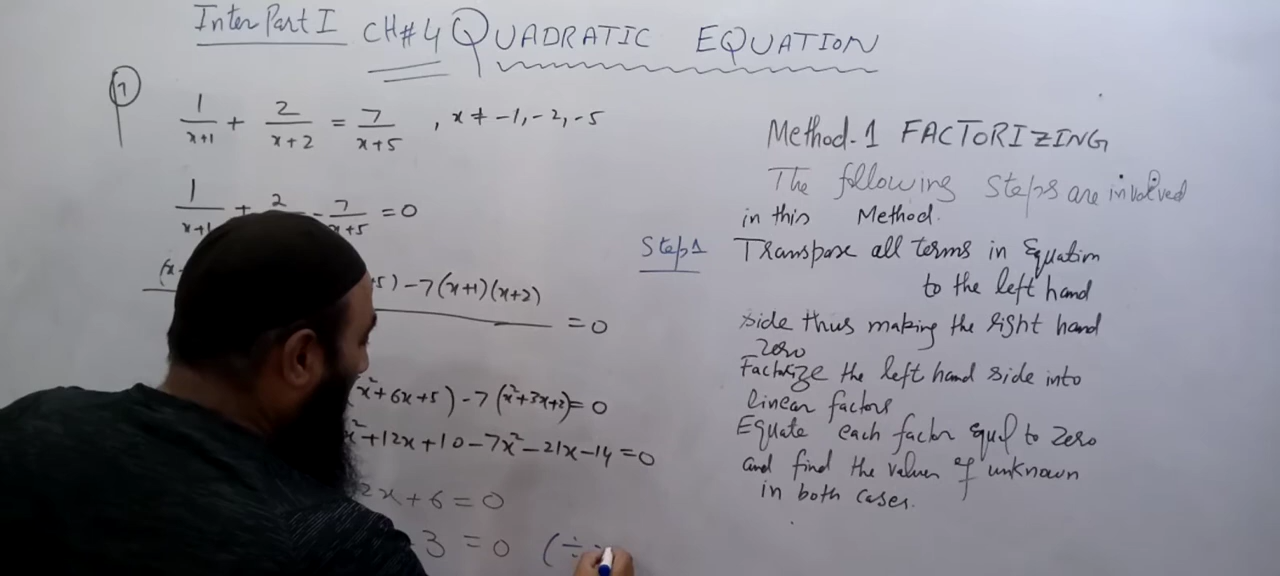 Inter Part I CH#4 QUADRATIC EQUATION
1
1/x+1 + 2/x+2 = 7/x+5 , x ≠ -1, -2, -5
1/x+1 + 2 - 7/x+5 = 0
5) - 7(x+1)(x+2) = 0
x²+6x+5) - 7(x²+3x+2) = 0
x²+12x+10-7x²-21x-14=0
2x+6=0
3 = 0 (÷
Method-1 FACTORIZING
The following steps are involved
in this Method.
Step1 Transpose all terms in Equation
to the left hand
side thus making the right hand
zero
Factorize the left hand side into
linear factors
Equate each factor equl to zero
and find the values of unknown
in both cases.